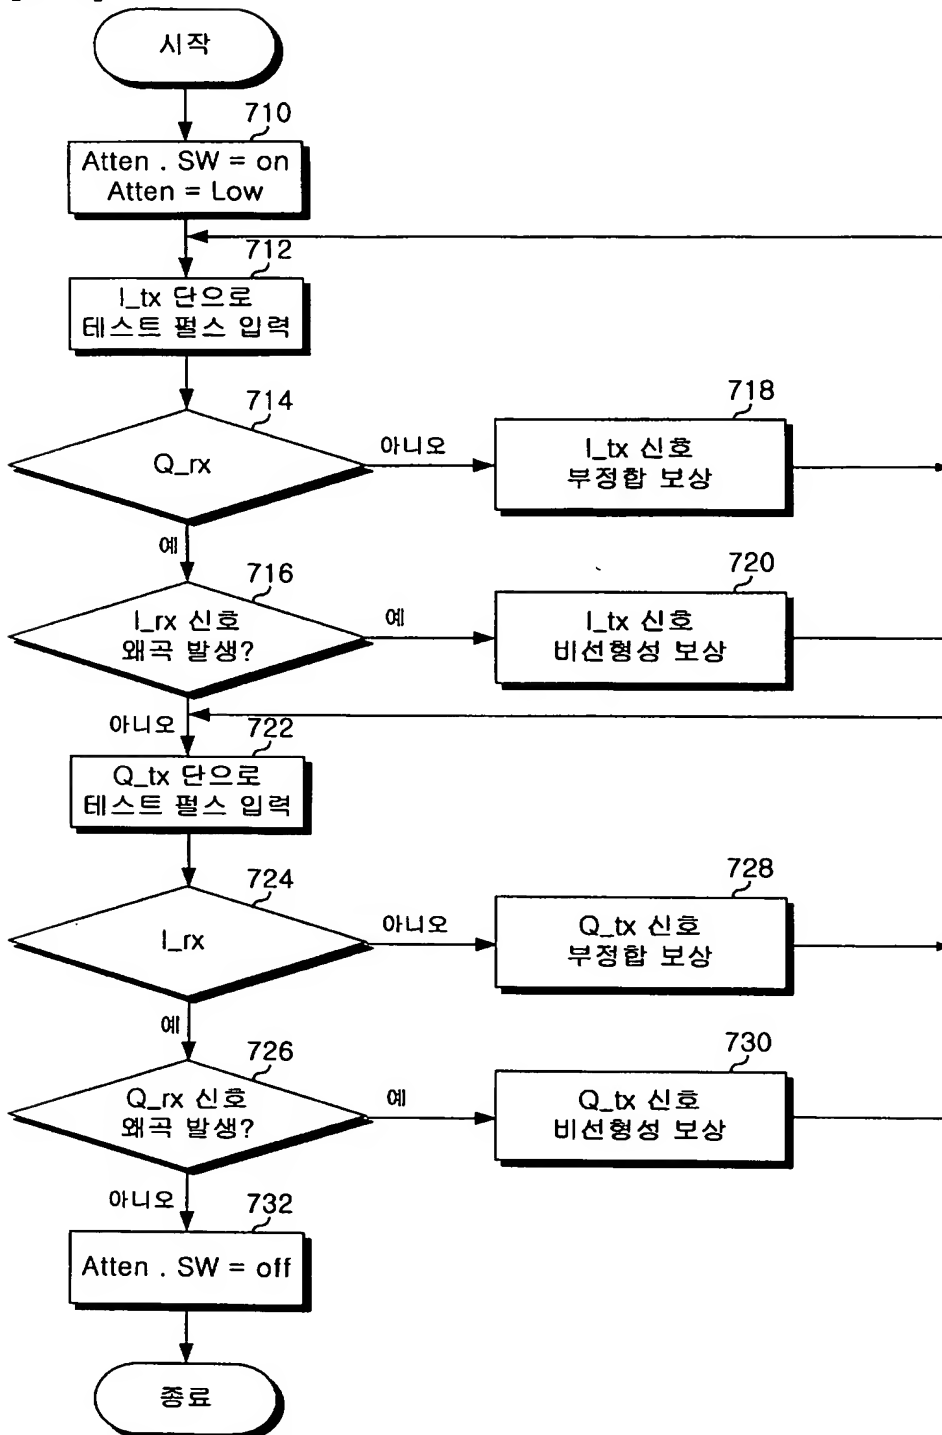 시작
710
Atten . SW = on
Atten = Low
712
I_tx 단으로
테스트 펄스 입력
714
Q_rx
아니오
718
I_tx 신호
부정합 보상
예
716
I_rx 신호
왜곡 발생?
예
720
I_tx 신호
비선형성 보상
아니오
722
Q_tx 단으로
테스트 펄스 입력
724
I_rx
아니오
728
Q_tx 신호
부정합 보상
예
726
Q_rx 신호
왜곡 발생?
예
730
Q_tx 신호
비선형성 보상
아니오
732
Atten . SW = off
종료